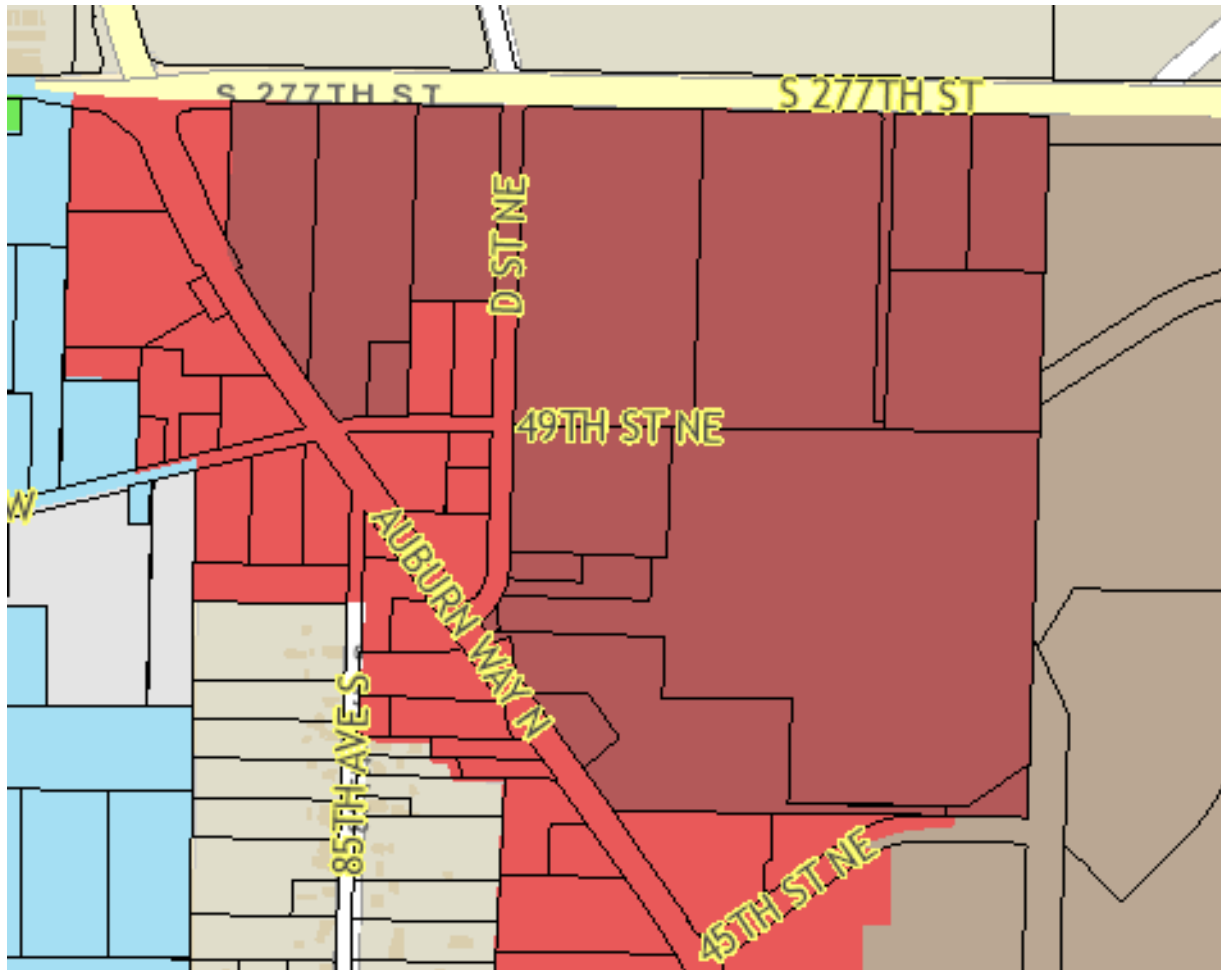 S 277TH ST
S 277TH ST
D ST NE
49TH ST NE
W
AUBURN WAY N
85TH AVE S
45TH ST NE